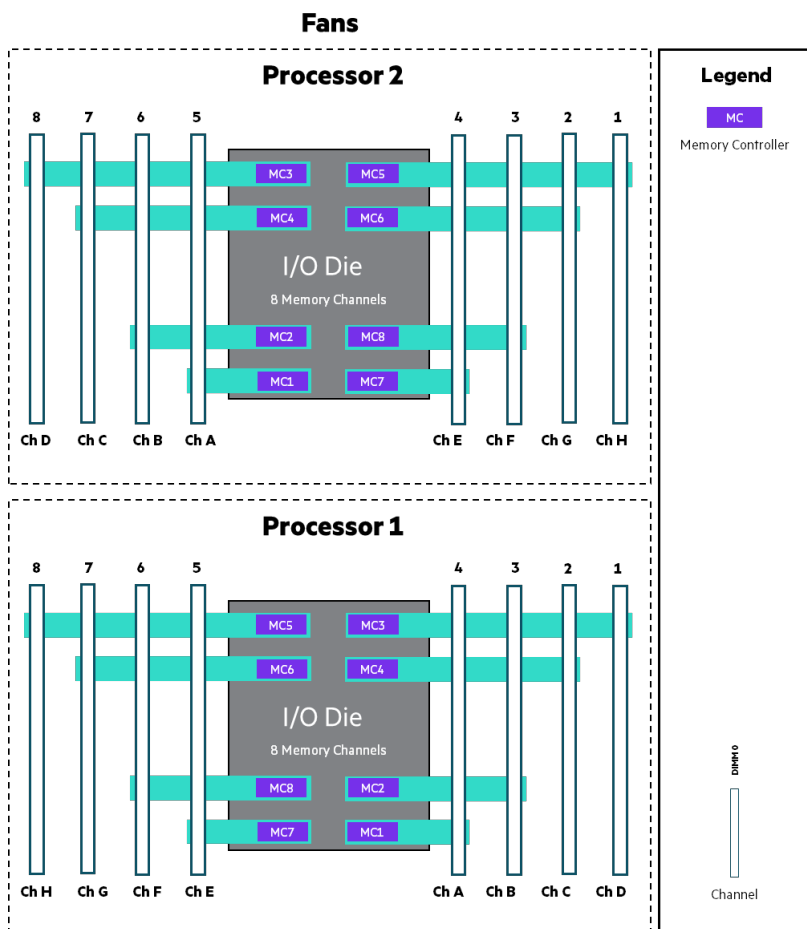 Fans
Processor 2
8 7 6 5 4 3 2 1
MC3 MC5
MC4 MC6
I/O Die
8 Memory Channels
MC2 MC8
MC1 MC7
Ch D Ch C Ch B Ch A Ch E Ch F Ch G Ch H
Processor 1
8 7 6 5 4 3 2 1
MC5 MC3
MC6 MC4
I/O Die
8 Memory Channels
MC8 MC2
MC7 MC1
Ch H Ch G Ch F Ch E Ch A Ch B Ch C Ch D
Legend
MC
Memory Controller
DIMM 0
Channel